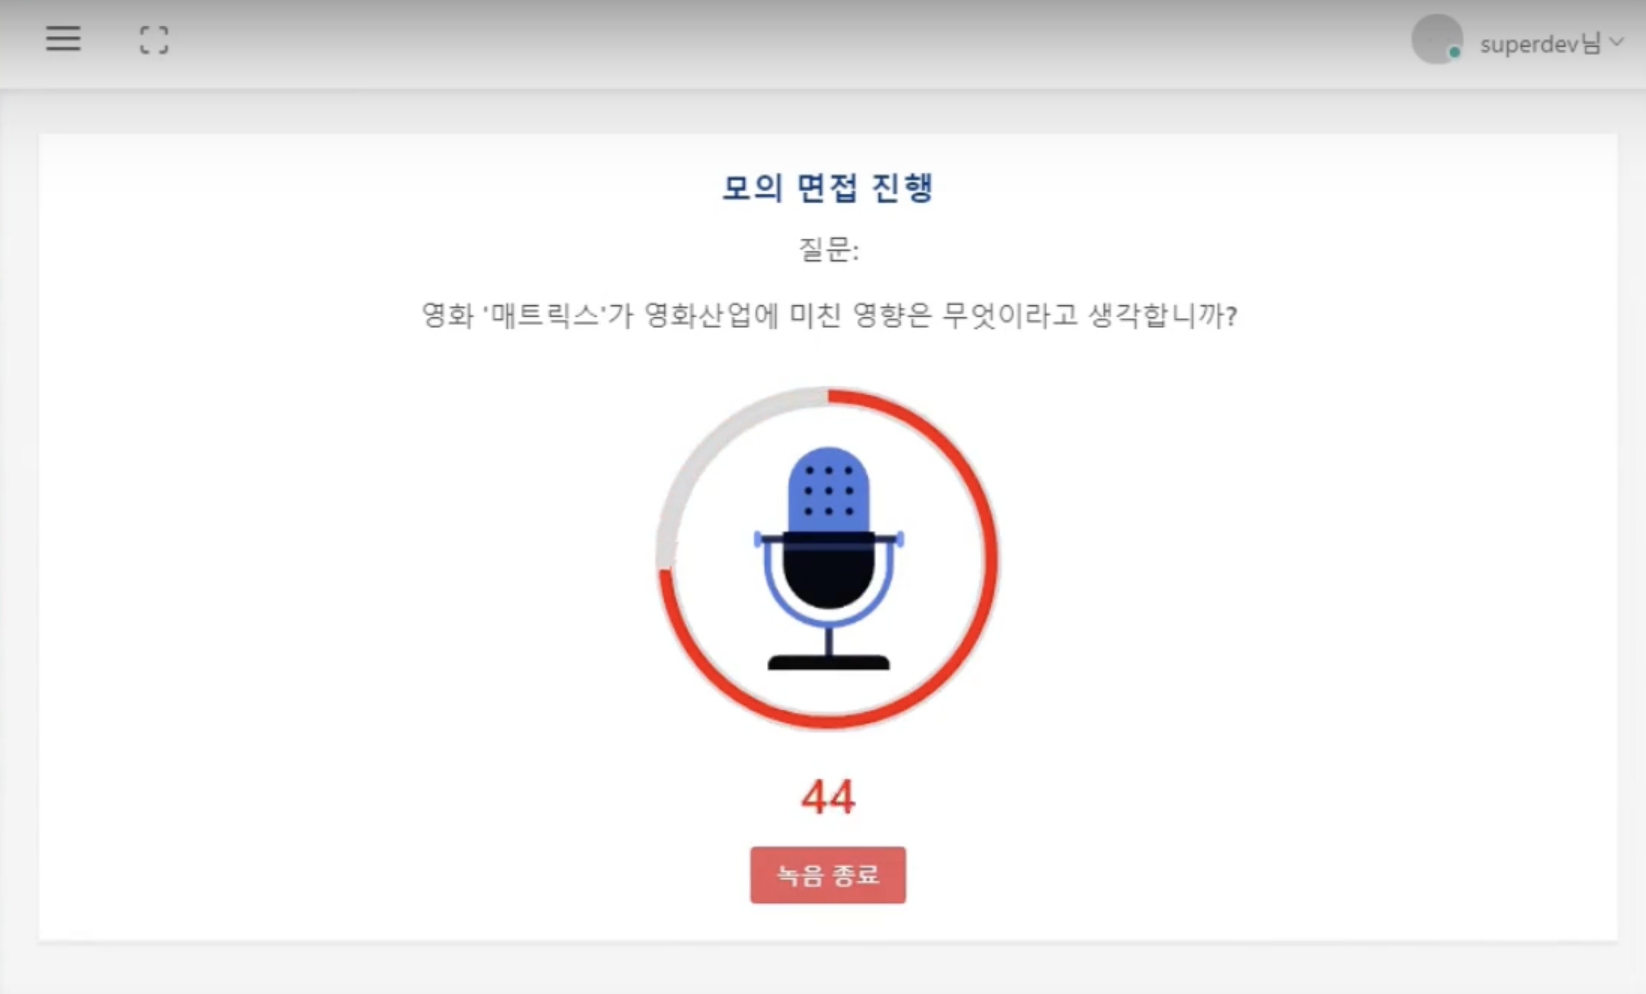 superdev님
모의 면접 진행
질문:
영화 '매트릭스'가 영화산업에 미친 영향은 무엇이라고 생각합니까?
44
녹음 종료